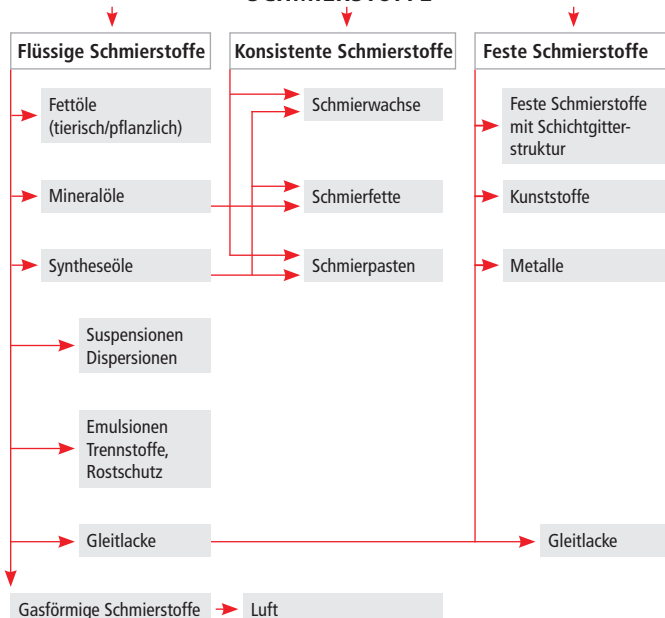 SCHMIERSTOFFE
Flüssige Schmierstoffe
Konsistente Schmierstoffe
Feste Schmierstoffe
Fettöle
(tierisch/pflanzlich)
Mineralöle
Syntheseöle
Suspensionen
Dispersionen
Emulsionen
Trennstoffe,
Rostschutz
Gleitlacke
Schmierwachse
Schmierfette
Schmierpasten
Feste Schmierstoffe
mit Schichtgitter-
struktur
Kunststoffe
Metalle
Gleitlacke
Gasförmige Schmierstoffe
Luft